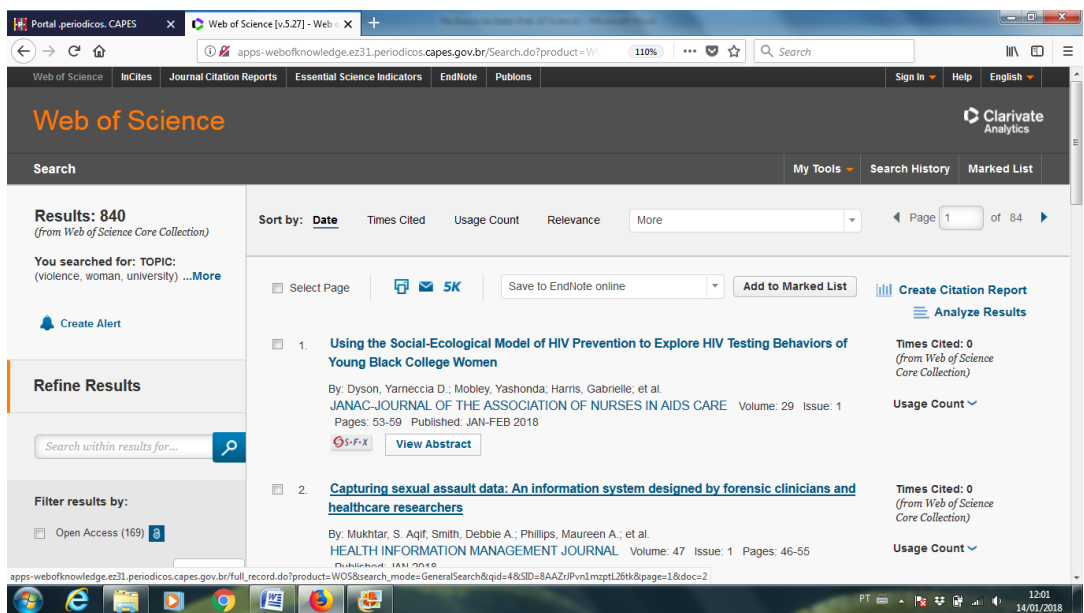 Portal .periodicos. CAPES
Web of Science [v.5.27] - Web
apps-webofknowledge.ez31.periodicos.capes.gov.br/Search.do?product=W
110%
Search
Web of Science InCites Journal Citation Reports Essential Science Indicators EndNote Publons
Sign In Help English
Web of Science
Clarivate
Analytics
Search
My Tools Search History Marked List
Results: 840
(from Web of Science Core Collection)
You searched for: TOPIC:
(violence, woman, university) ...More
Create Alert
Refine Results
Search within results for...
Filter results by:
Open Access (169)
Sort by: Date Times Cited Usage Count Relevance More
Page 1 of 84
Select Page 5K Save to EndNote online Add to Marked List
Create Citation Report
Analyze Results
1. Using the Social-Ecological Model of HIV Prevention to Explore HIV Testing Behaviors of
Young Black College Women
By: Dyson, Yarneccia D.; Mobley, Yashonda; Harris, Gabrielle; et al.
JANAC-JOURNAL OF THE ASSOCIATION OF NURSES IN AIDS CARE Volume: 29 Issue: 1
Pages: 53-59 Published: JAN-FEB 2018
S·F·X View Abstract
Times Cited: 0
(from Web of Science
Core Collection)
Usage Count
2. Capturing sexual assault data: An information system designed by forensic clinicians and
healthcare researchers
By: Mukhtar, S. Aqif; Smith, Debbie A.; Phillips, Maureen A.; et al.
HEALTH INFORMATION MANAGEMENT JOURNAL Volume: 47 Issue: 1 Pages: 46-55
Published: JAN 2018
Times Cited: 0
(from Web of Science
Core Collection)
Usage Count
apps-webofknowledge.ez31.periodicos.capes.gov.br/full_record.do?product=WOS&search_mode=GeneralSearch&qid=4&SID=8AAZrJPvn1mzptL26tk&page=1&doc=2
PT
12:01
14/01/2018